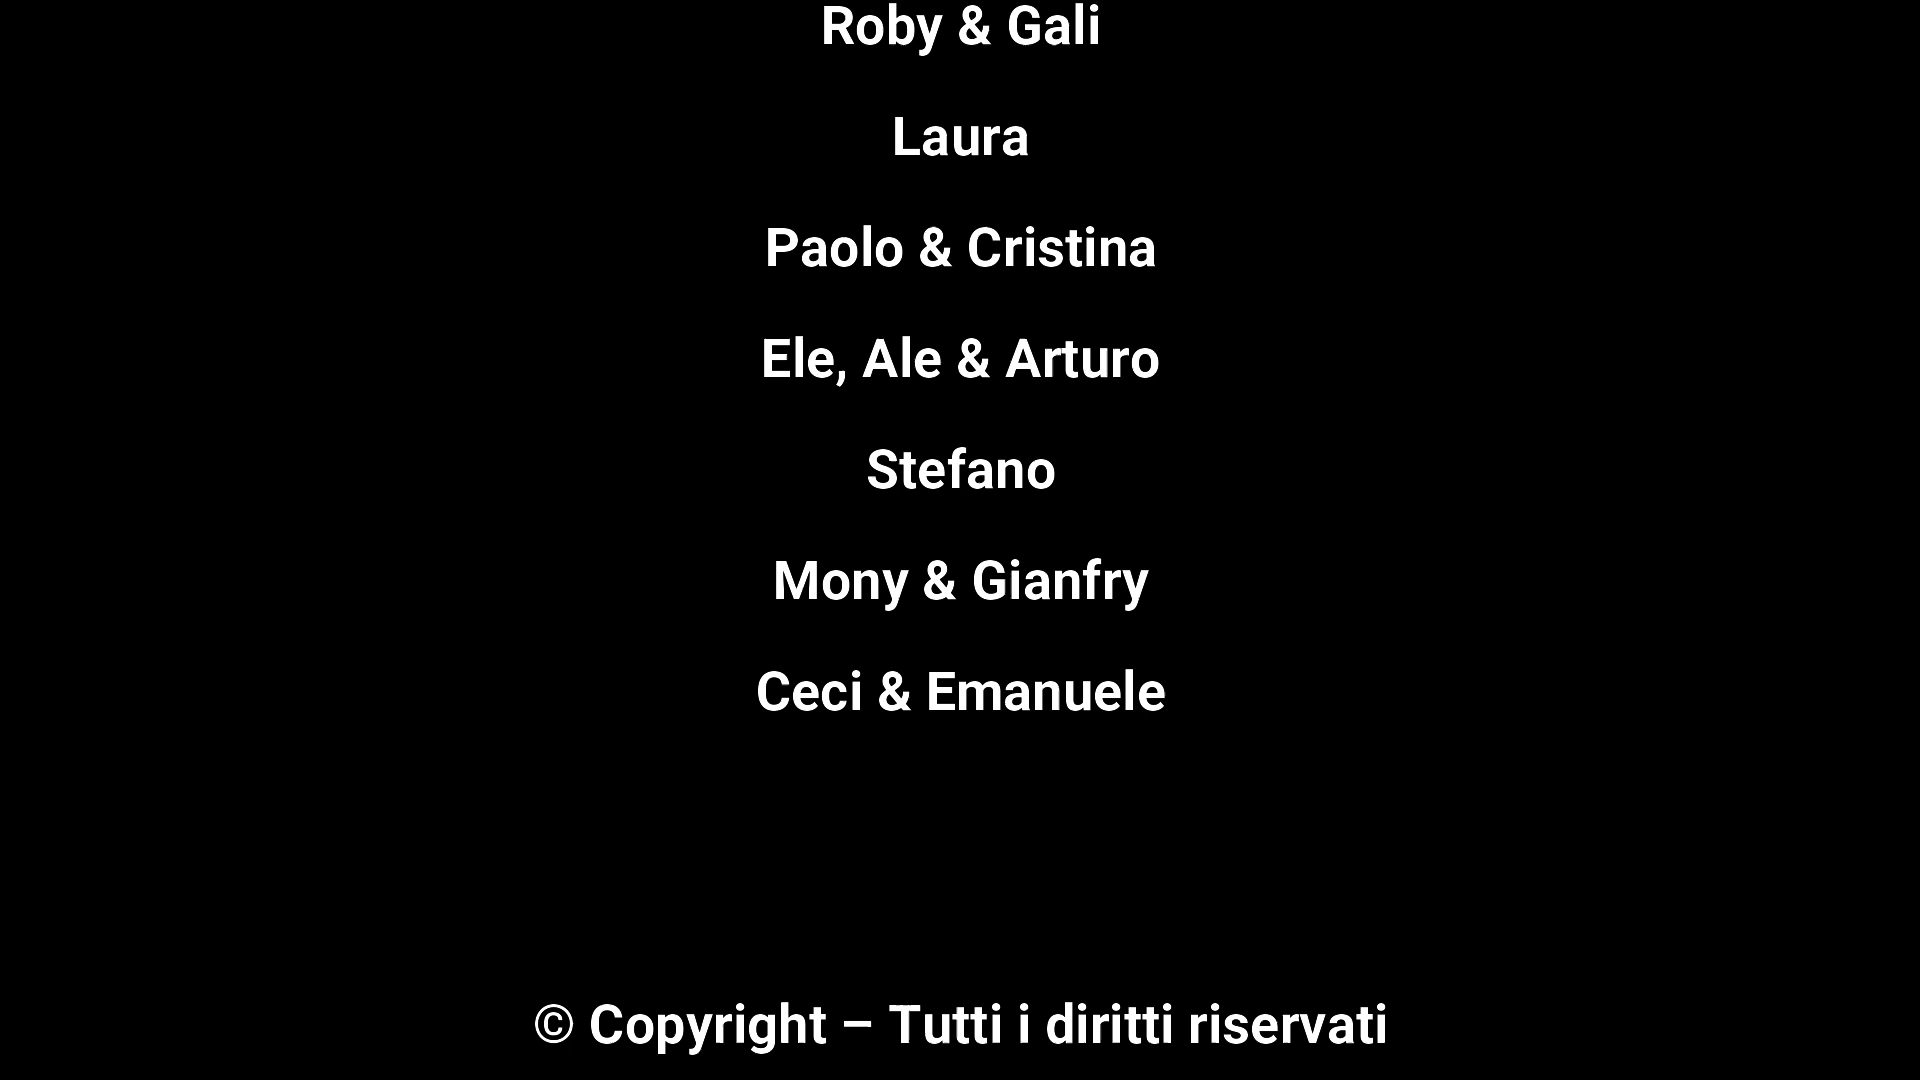 Roby & Gali
Laura
Paolo & Cristina
Ele, Ale & Arturo
Stefano
Mony & Gianfry
Ceci & Emanuele
© Copyright – Tutti i diritti riservati